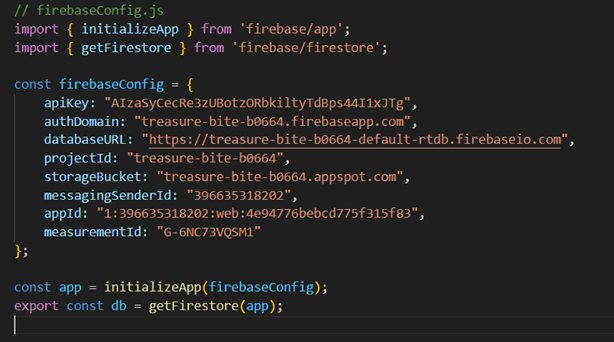 // firebaseConfig.js
import { initializeApp } from 'firebase/app';
import { getFirestore } from 'firebase/firestore';
const firebaseConfig = {
apiKey: "AIzaSyCecRe3zUBotzORbkiltyTdBps44I1xJTg",
authDomain: "treasure-bite-b0664.firebaseapp.com",
databaseURL: "https://treasure-bite-b0664-default-rtdb.firebaseio.com",
projectId: "treasure-bite-b0664",
storageBucket: "treasure-bite-b0664.appspot.com",
messagingSenderId: "396635318202",
appId: "1:396635318202:web:4e94776bebcd775f315f83",
measurementId: "G-6NC73VQSM1"
};
const app = initializeApp(firebaseConfig);
export const db = getFirestore(app);